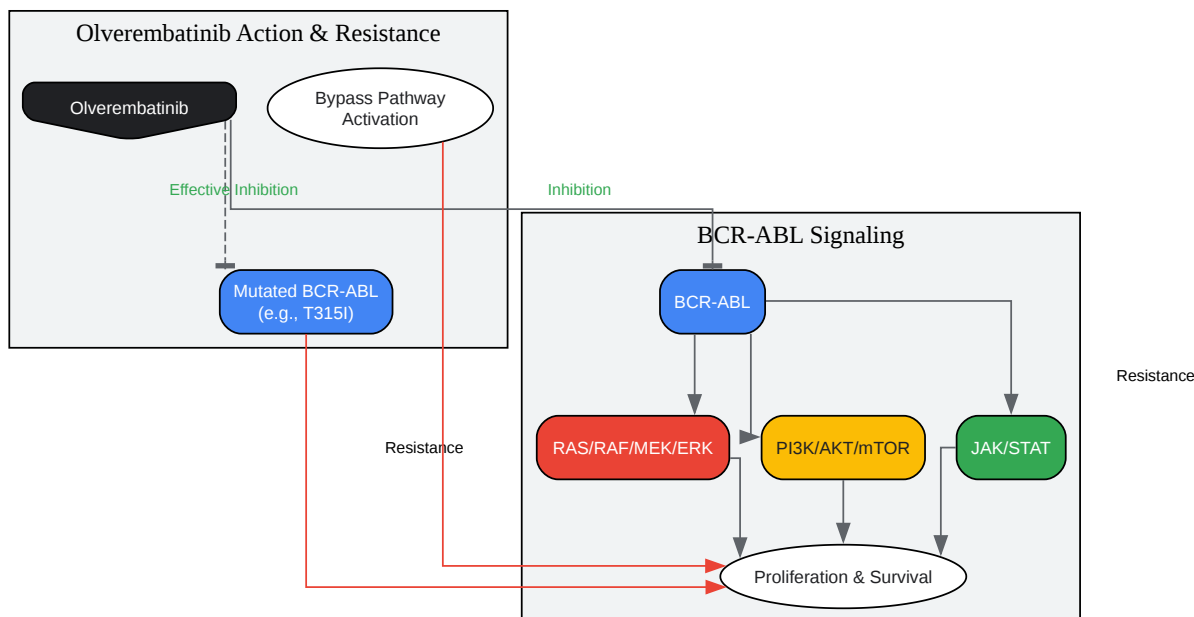 Olverembatinib Action & Resistance
Olverembatinib
Bypass Pathway
Activation
Effective Inhibition
Inhibition
BCR-ABL Signaling
Mutated BCR-ABL
(e.g., T315I)
BCR-ABL
Resistance
Resistance
RAS/RAF/MEK/ERK
PI3K/AKT/mTOR
JAK/STAT
Proliferation & Survival